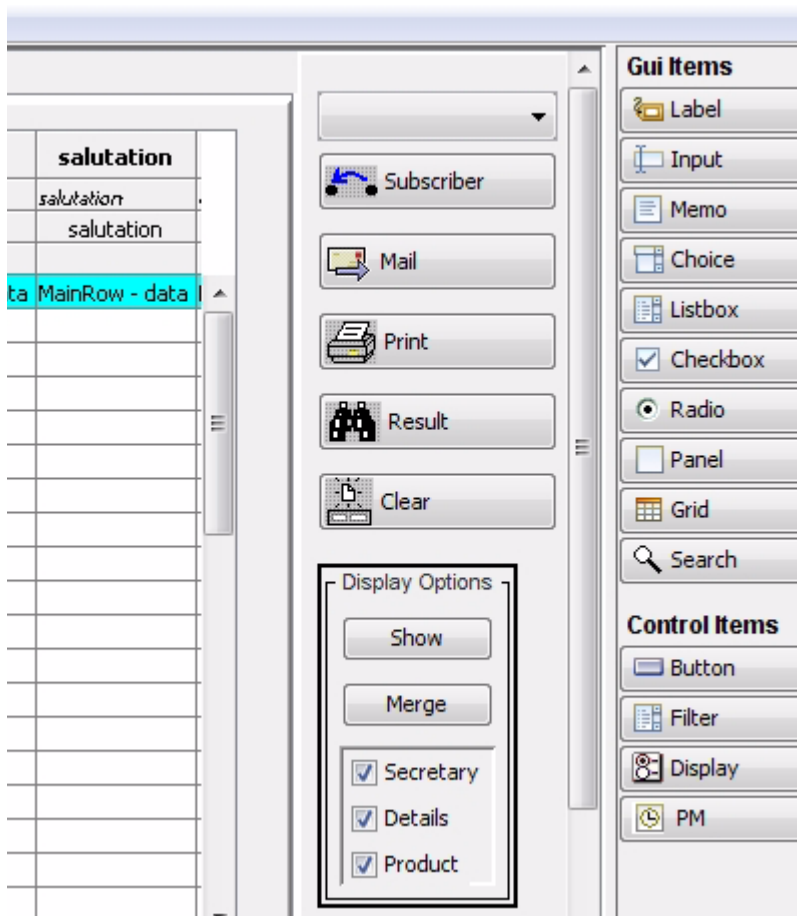 salutation
salutation
salutation
ta MainRow - data
Subscriber
Mail
Print
Result
Clear
Display Options
Show
Merge
Secretary
Details
Product
Gui Items
Label
Input
Memo
Choice
Listbox
Checkbox
Radio
Panel
Grid
Search
Control Items
Button
Filter
Display
PM